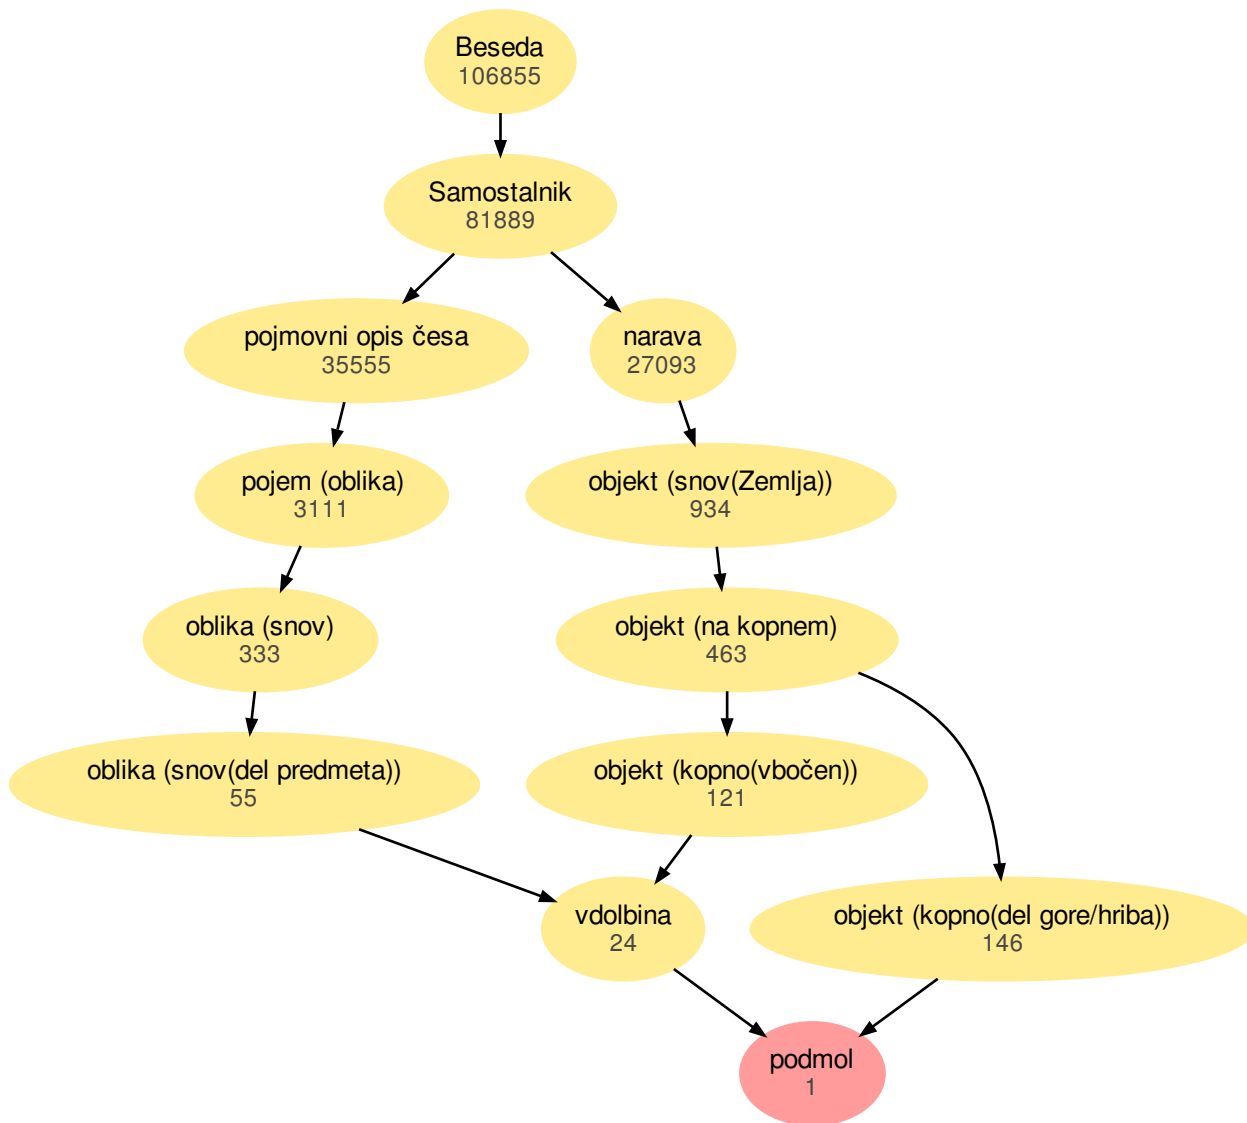 Beseda
106855
Samostalnik
81889
pojmovni opis česa
35555
narava
27093
pojem (oblika)
3111
objekt (snov(Zemlja))
934
oblika (snov)
333
objekt (na kopnem)
463
oblika (snov(del predmeta))
55
objekt (kopno(vbočen))
121
vdolbina
24
objekt (kopno(del gore/hriba))
146
podmol
1